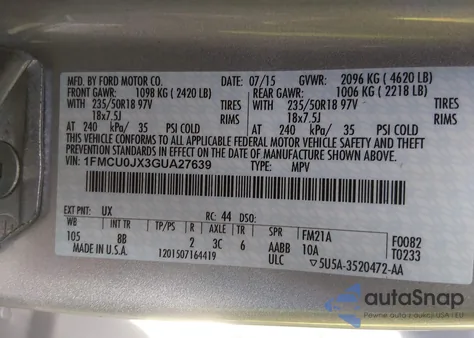 MFD. BY FORD MOTOR CO. DATE: 07/15 GVWR: 2096 KG ( 4620 LB)
FRONT GAWR: 1098 KG ( 2420 LB) REAR GAWR: 1006 KG ( 2218 LB)
WITH 235/50R18 97V TIRES WITH 235/50R18 97V TIRES
18x7.5J RIMS 18x7.5J RIMS
AT 240 kPa/ 35 PSI COLD AT 240 kPa/ 35 PSI COLD
THIS VEHICLE CONFORMS TO ALL APPLICABLE FEDERAL MOTOR VEHICLE SAFETY AND THEFT
PREVENTION STANDARDS IN EFFECT ON THE DATE OF MANUFACTURE SHOWN ABOVE.
VIN: 1FMCU0JX3GUA27639 TYPE: MPV
EXT PNT: UX RC: 44 DSO:
WB INT TR TP/PS R AXLE TR SPR FM21A F0082
105 8B 2 3C 6 AABB 10A T0233
MADE IN U.S.A. 1201507164419 ULC ▽5U5A-3520472-AA
autoSnap